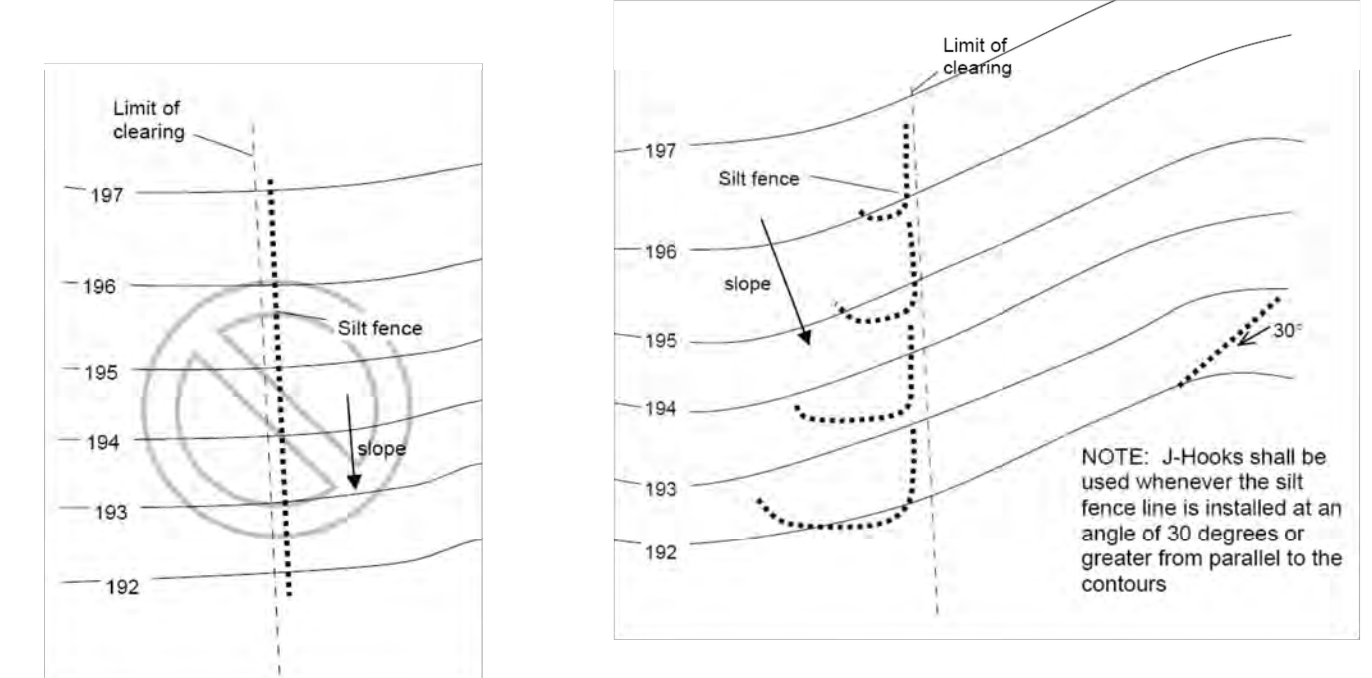 Limit of
clearing
197
196
Silt fence
195
194
slope
193
192
Limit of
clearing
197
Silt fence
196
slope
195
30°
194
NOTE: J-Hooks shall be
used whenever the silt
fence line is installed at an
angle of 30 degrees or
greater from parallel to the
contours
193
192